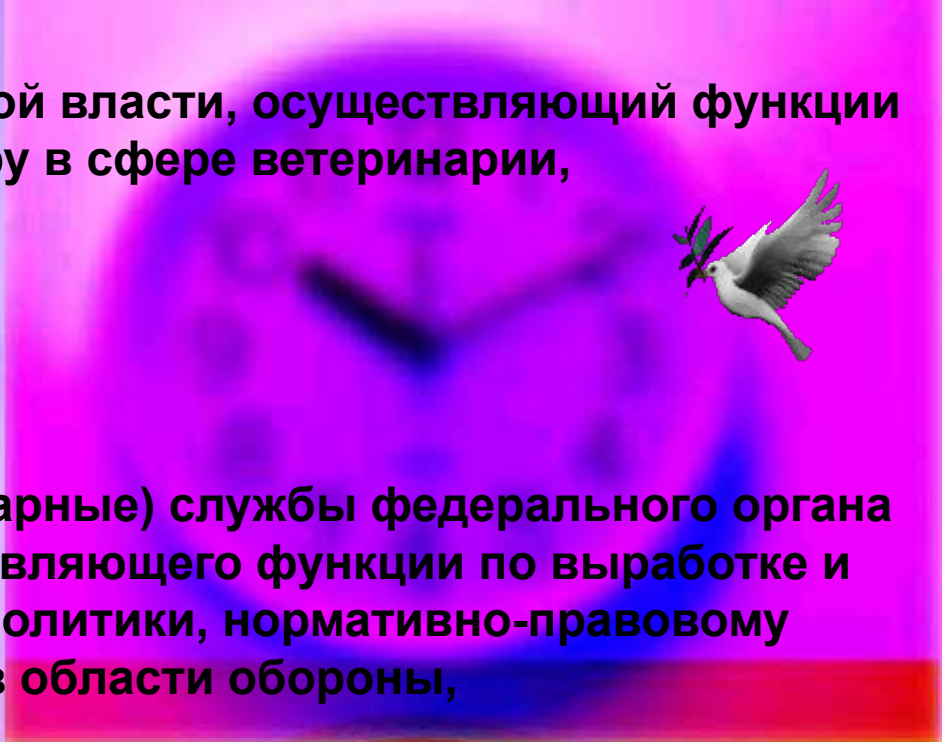 ой власти, осуществляющий функции
ру в сфере ветеринарии,
арные) службы федерального органа
вляющего функции по выработке и
олитики, нормативно-правовому
в области обороны,